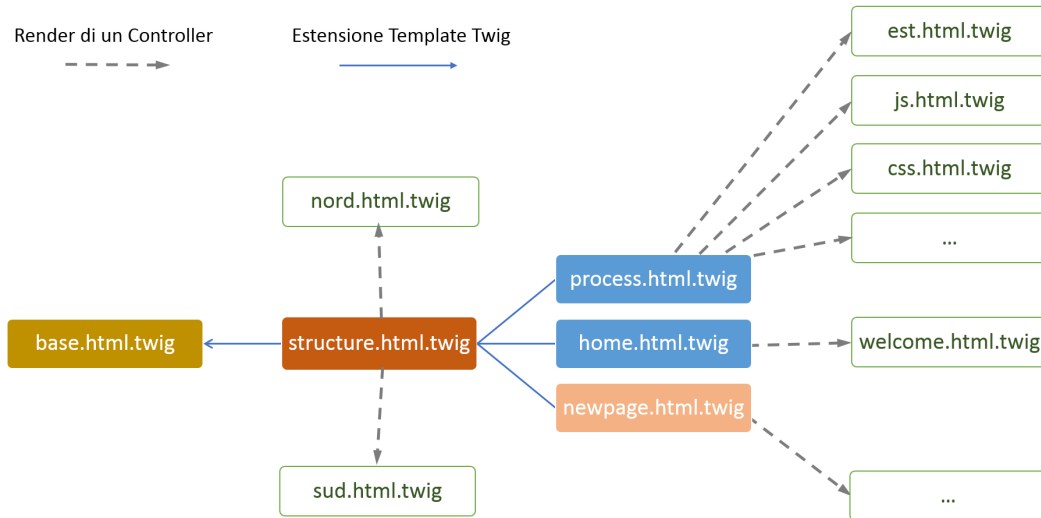 Render di un Controller
Estensione Template Twig
est.html.twig
js.html.twig
css.html.twig
nord.html.twig
...
process.html.twig
base.html.twig
structure.html.twig
home.html.twig
welcome.html.twig
newpage.html.twig
sud.html.twig
...